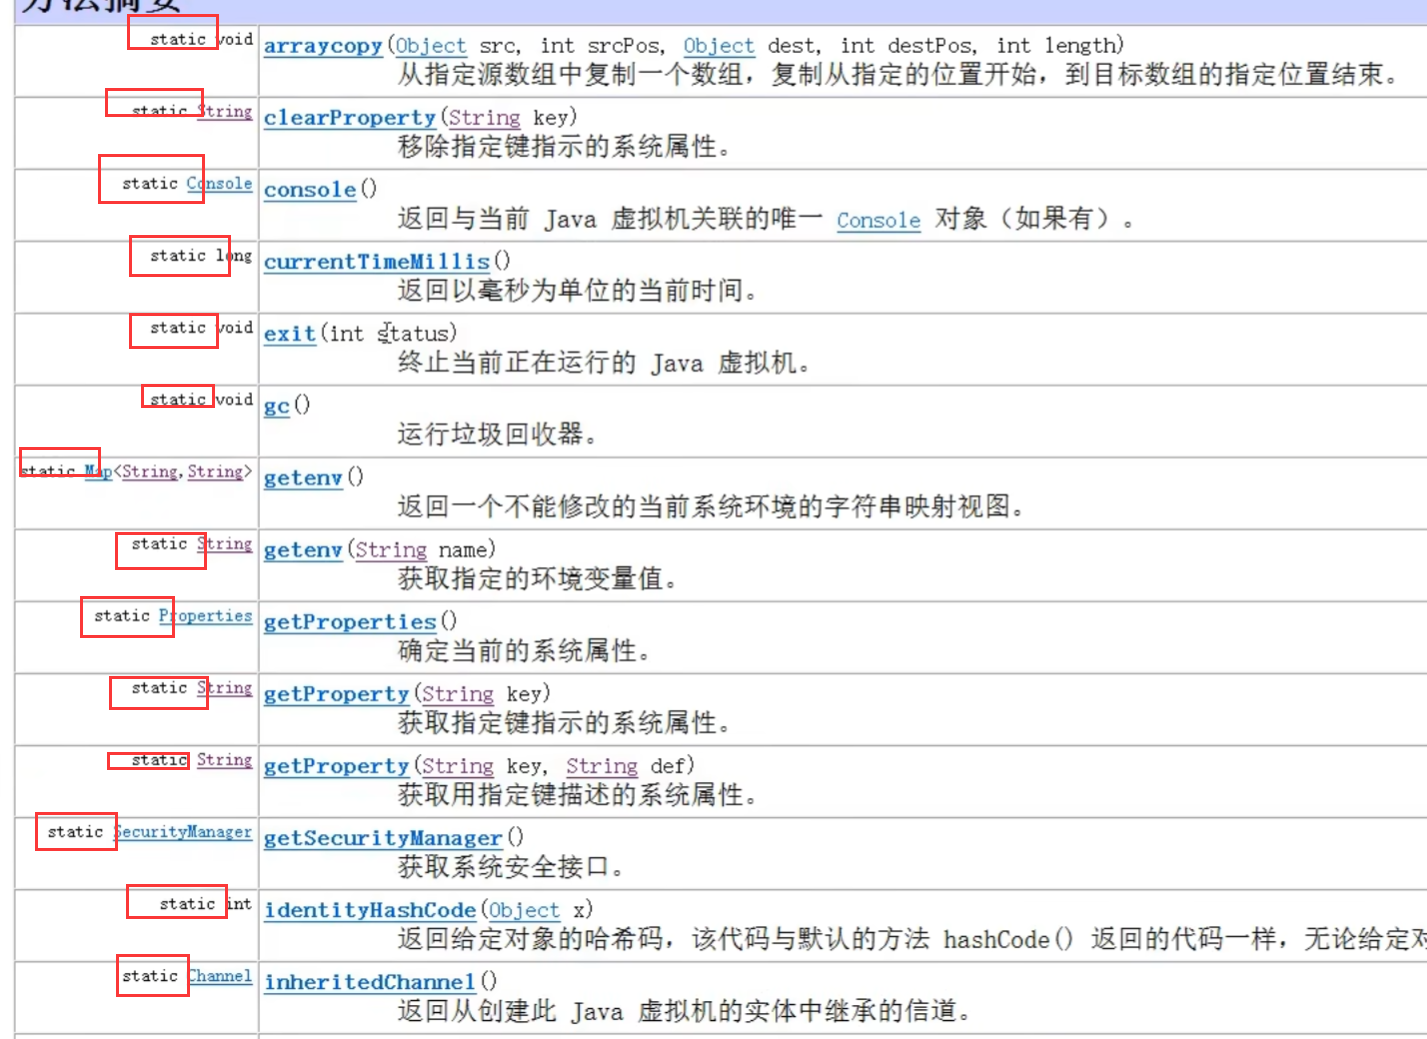 方法摘要
static void arraycopy(Object src, int srcPos, Object dest, int destPos, int length)
从指定源数组中复制一个数组，复制从指定的位置开始，到目标数组的指定位置结束。
static String clearProperty(String key)
移除指定键指示的系统属性。
static Console console()
返回与当前 Java 虚拟机关联的唯一 Console 对象（如果有）。
static long currentTimeMillis()
返回以毫秒为单位的当前时间。
static void exit(int status)
终止当前正在运行的 Java 虚拟机。
static void gc()
运行垃圾回收器。
static Map<String,String> getenv()
返回一个不能修改的当前系统环境的字符串映射视图。
static String getenv(String name)
获取指定的环境变量值。
static Properties getProperties()
确定当前的系统属性。
static String getProperty(String key)
获取指定键指示的系统属性。
static String getProperty(String key, String def)
获取用指定键描述的系统属性。
static SecurityManager getSecurityManager()
获取系统安全接口。
static int identityHashCode(Object x)
返回给定对象的哈希码，该代码与默认的方法 hashCode() 返回的代码一样，无论给定对
static Channel inheritedChannel()
返回从创建此 Java 虚拟机的实体中继承的信道。